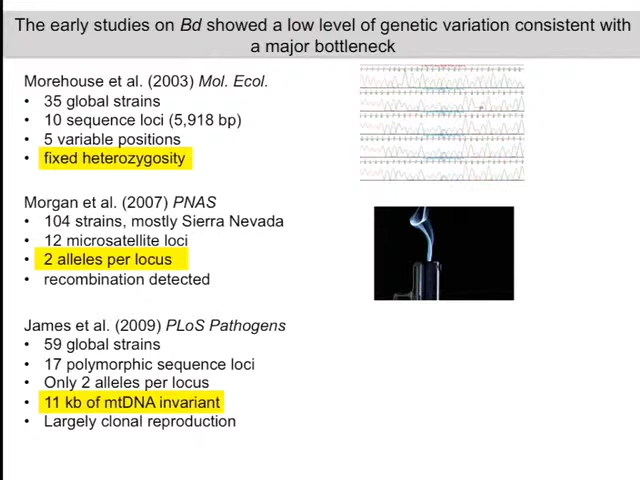 The early studies on Bd showed a low level of genetic variation consistent with
a major bottleneck
Morehouse et al. (2003) Mol. Ecol.
• 35 global strains
• 10 sequence loci (5,918 bp)
• 5 variable positions
• fixed heterozygosity
Morgan et al. (2007) PNAS
• 104 strains, mostly Sierra Nevada
• 12 microsatellite loci
• 2 alleles per locus
• recombination detected
James et al. (2009) PLoS Pathogens
• 59 global strains
• 17 polymorphic sequence loci
• Only 2 alleles per locus
• 11 kb of mtDNA invariant
• Largely clonal reproduction